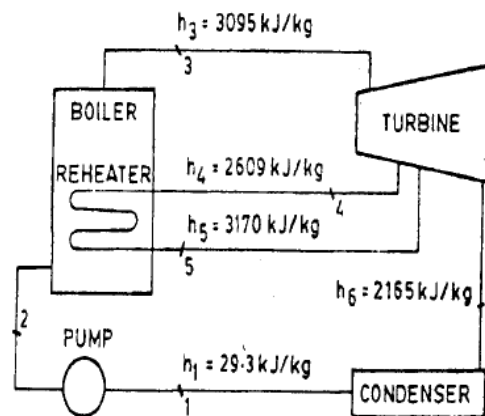 h3 = 3095 kJ/kg
3
BOILER
TURBINE
REHEATER
h4 = 2609 kJ/kg
4
h5 = 3170 kJ/kg
5
h6 = 2165 kJ/kg
2
PUMP
h1 = 29.3 kJ/kg
1
CONDENSER